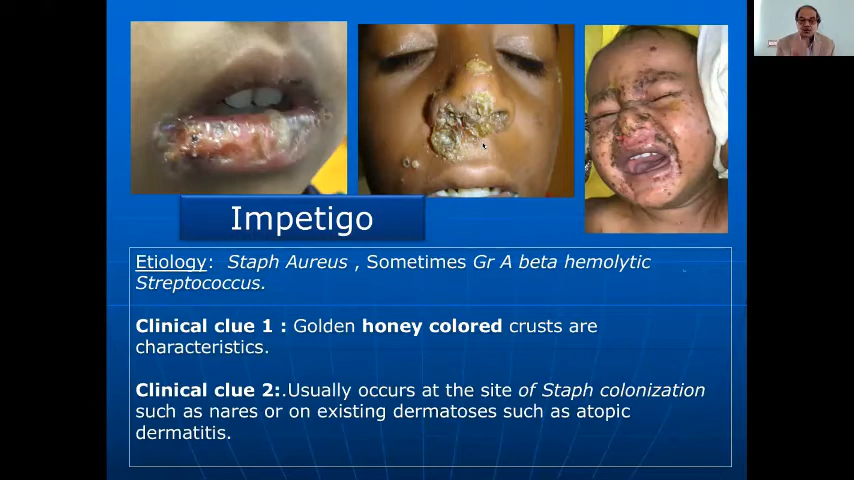 Impetigo
Etiology: Staph Aureus , Sometimes Gr A beta hemolytic
Streptococcus.
Clinical clue 1 : Golden honey colored crusts are
characteristics.
Clinical clue 2:.Usually occurs at the site of Staph colonization
such as nares or on existing dermatoses such as atopic
dermatitis.